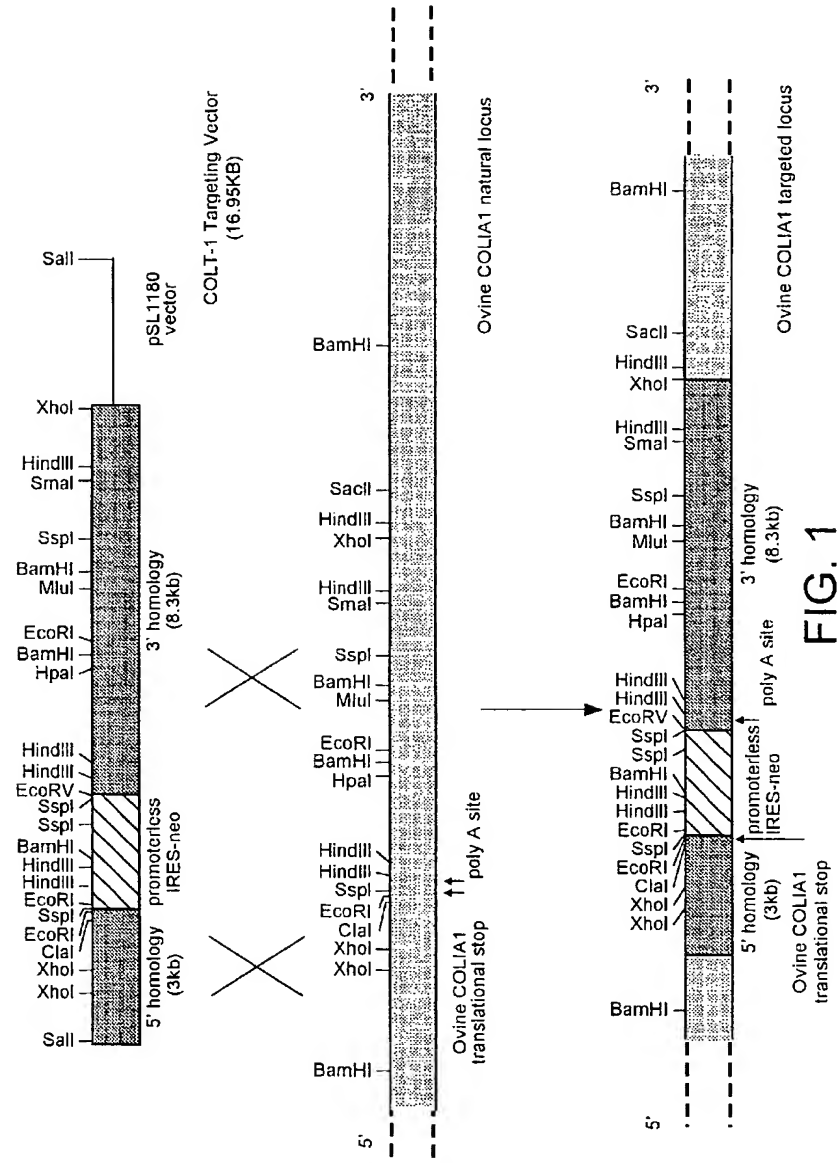 SalI
XhoI
XhoI
ClaI
EcoRI
SspI
EcoRI
HindIII
HindIII
BamHI
SspI
SspI
EcoRV
HindIII
HindIII
HpaI
BamHI
EcoRI
MluI
BamHI
SspI
SmaI
HindIII
XhoI
SalI
5' homology
(3kb)
promoterless
IRES-neo
3' homology
(8.3kb)
pSL1180
vector
COLT-1 Targeting Vector
(16.95KB)
5'
3'
BamHI
XhoI
XhoI
ClaI
EcoRI
SspI
HindIII
HindIII
HpaI
BamHI
EcoRI
MluI
BamHI
SspI
SmaI
HindIII
XhoI
HindIII
SacII
BamHI
Ovine COLIA1
translational stop
poly A site
Ovine COLIA1 natural locus
5'
3'
BamHI
XhoI
XhoI
ClaI
EcoRI
SspI
EcoRI
HindIII
HindIII
BamHI
SspI
SspI
EcoRV
HindIII
HindIII
HpaI
BamHI
EcoRI
MluI
BamHI
SspI
SmaI
HindIII
XhoI
HindIII
SacII
BamHI
5' homology
(3kb)
promoterless
IRES-neo
poly A site
3' homology
(8.3kb)
Ovine COLIA1
translational stop
Ovine COLIA1 targeted locus
FIG. 1